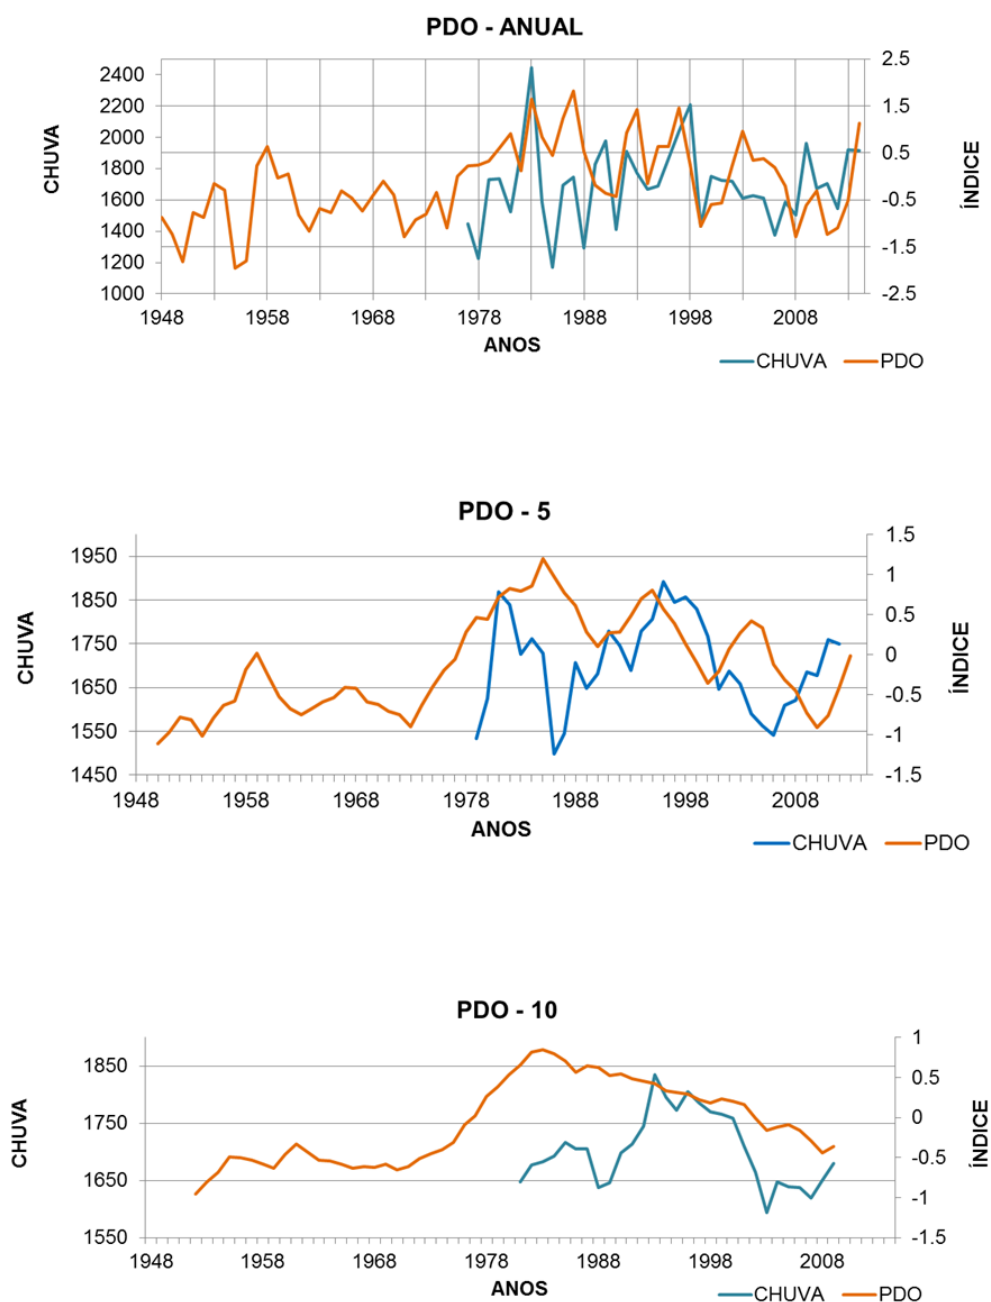 PDO - ANUAL
CHUVA
2400
2200
2000
1800
1600
1400
1200
1000
2.5
1.5
0.5
-0.5
-1.5
-2.5
ÍNDICE
1948 1958 1968 1978 1988 1998 2008
ANOS
CHUVA PDO
PDO - 5
CHUVA
1950
1850
1750
1650
1550
1450
1.5
1
0.5
0
-0.5
-1
-1.5
ÍNDICE
1948 1958 1968 1978 1988 1998 2008
ANOS
CHUVA PDO
PDO - 10
CHUVA
1850
1750
1650
1550
1
0.5
0
-0.5
-1
-1.5
ÍNDICE
1948 1958 1968 1978 1988 1998 2008
ANOS
CHUVA PDO